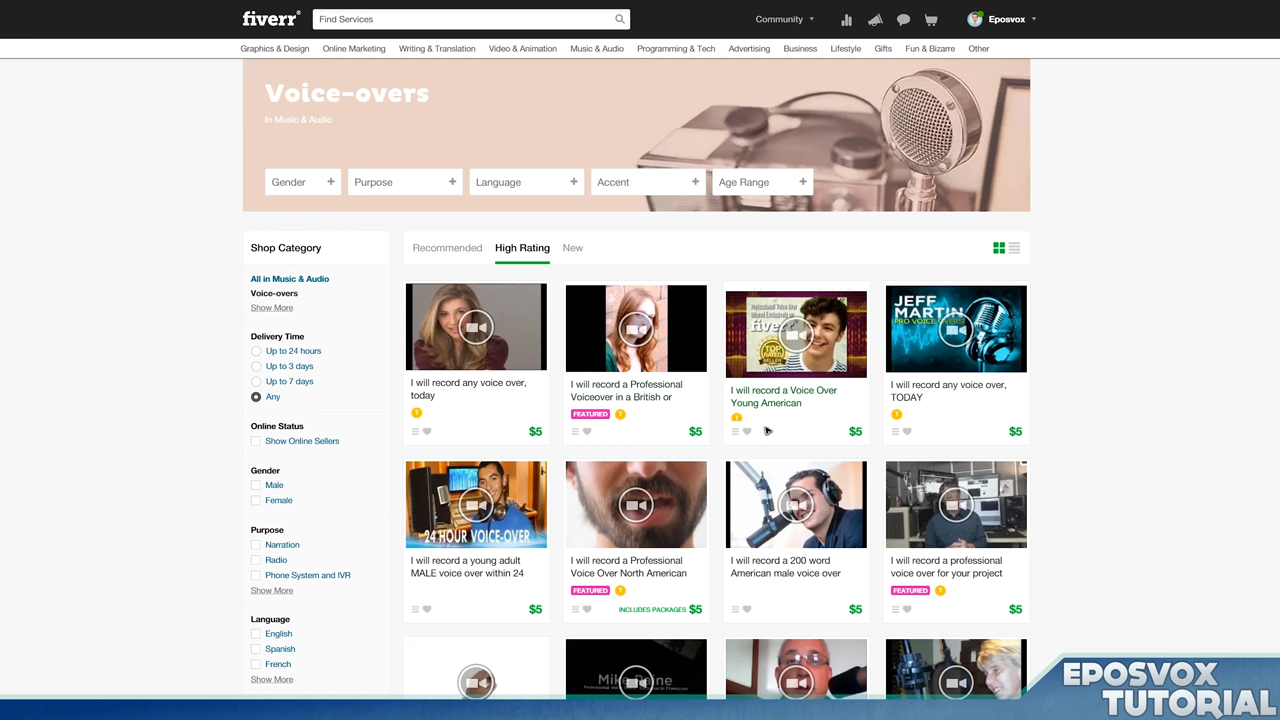 fiverr®
Find Services
Community
Eposvox
Graphics & Design
Online Marketing
Writing & Translation
Video & Animation
Music & Audio
Programming & Tech
Advertising
Business
Lifestyle
Gifts
Fun & Bizarre
Other
Voice-overs
In Music & Audio
Gender +
Purpose +
Language +
Accent +
Age Range +
Shop Category
All in Music & Audio
Voice-overs
Show More
Delivery Time
Up to 24 hours
Up to 3 days
Up to 7 days
Any
Online Status
Show Online Sellers
Gender
Male
Female
Purpose
Narration
Radio
Phone System and IVR
Show More
Language
English
Spanish
French
Show More
Recommended
High Rating
New
I will record any voice over,
today
$5
I will record a Professional
Voiceover in a British or
FEATURED
$5
fiverr
TOP
RATED
SELLER
I will record a Voice Over
Young American
$5
JEFF
MARTIN
PRO VOICE OVERS
I will record any voice over,
TODAY
$5
24 HOUR VOICE-OVER
I will record a young adult
MALE voice over within 24
$5
I will record a Professional
Voice Over North American
FEATURED
INCLUDES PACKAGES $5
I will record a 200 word
American male voice over
$5
I will record a professional
voice over for your project
FEATURED
$5
EPOSVOX
TUTORIAL